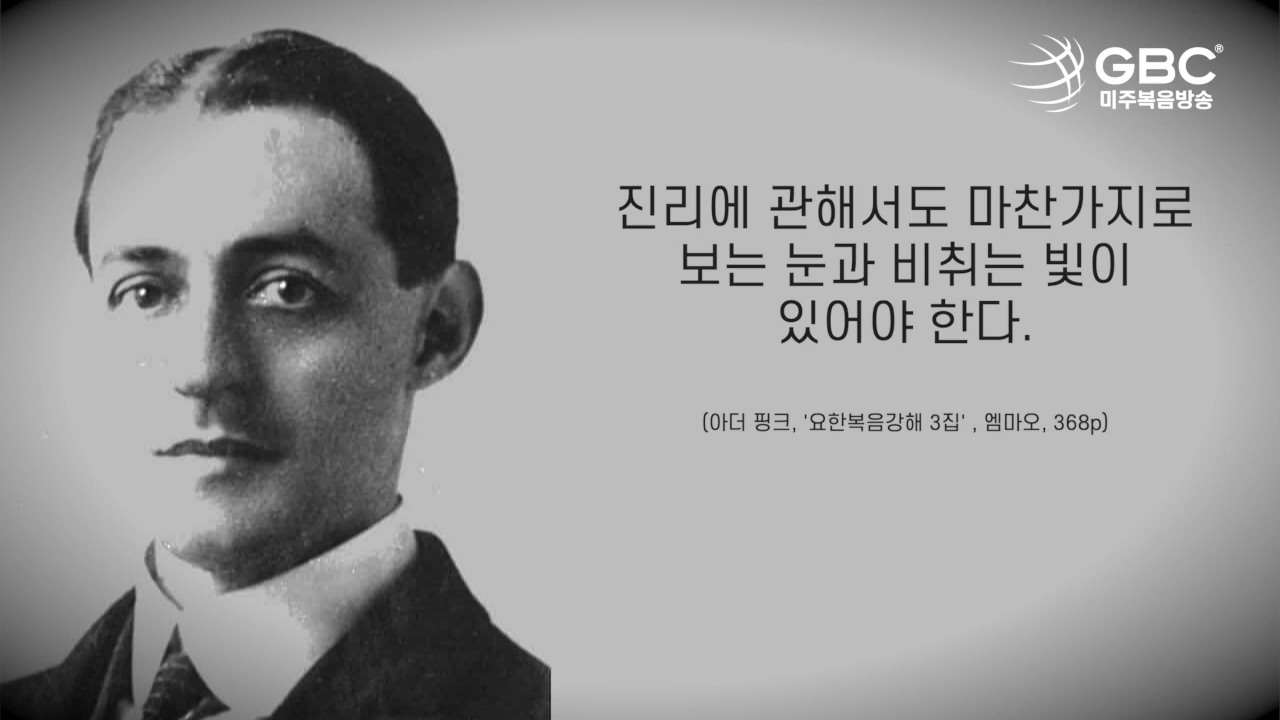 GBC®
미주복음방송
진리에 관해서도 마찬가지로
보는 눈과 비취는 빛이
있어야 한다.
(아더 핑크, '요한복음강해 3집' , 엠마오, 368p)